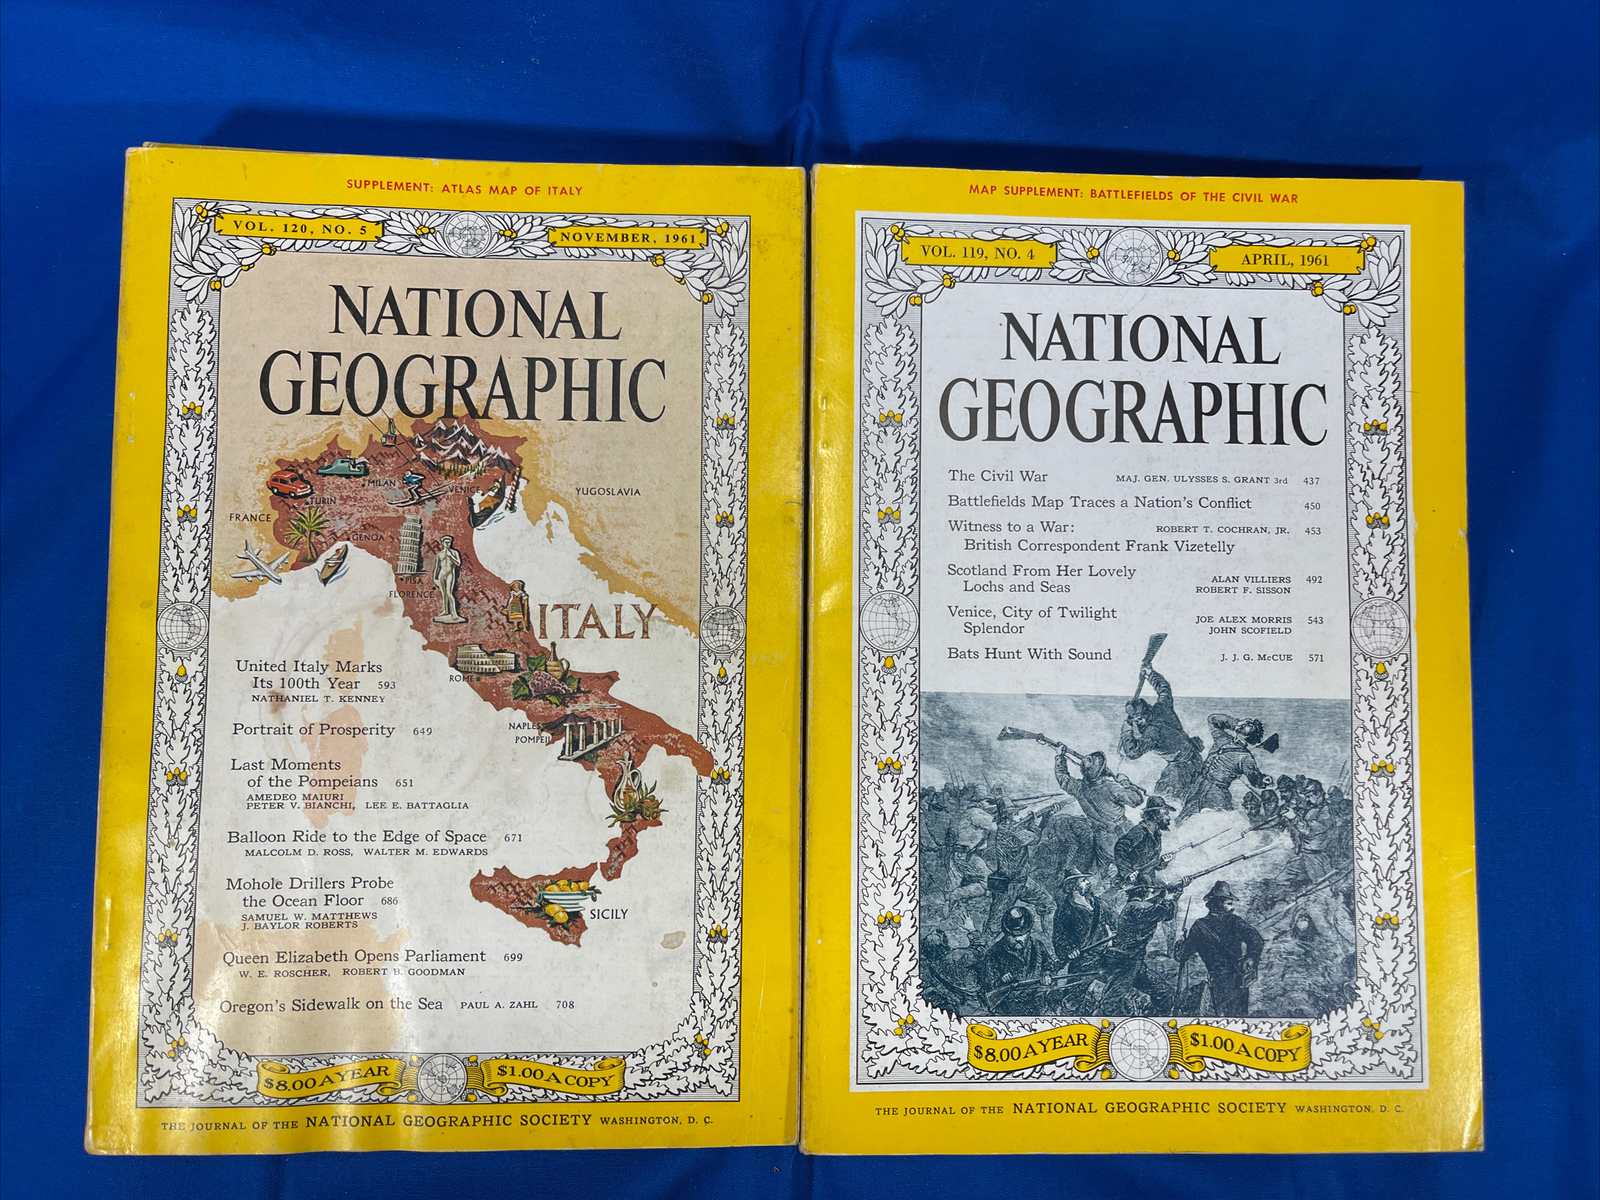 SUPPLEMENT: ATLAS MAP OF ITALY
VOL. 120, NO. 5
NOVEMBER, 1961
NATIONAL
GEOGRAPHIC
MILAN
TURIN
VENICE
YUGOSLAVIA
FRANCE
GENOA
PISA
FLORENCE
ITALY
ROME
NAPLES
POMPEII
SICILY
United Italy Marks
Its 100th Year 593
NATHANIEL T. KENNEY
Portrait of Prosperity 649
Last Moments
of the Pompeians 651
AMEDEO MAIURI
PETER V. BIANCHI, LEE E. BATTAGLIA
Balloon Ride to the Edge of Space 671
MALCOLM D. ROSS, WALTER M. EDWARDS
Mohole Drillers Probe
the Ocean Floor 686
SAMUEL W. MATTHEWS
J. BAYLOR ROBERTS
Queen Elizabeth Opens Parliament 699
W. E. ROSCHER, ROBERT B. GOODMAN
Oregon's Sidewalk on the Sea PAUL A. ZAHL 708
$8.00 A YEAR
$1.00 A COPY
THE JOURNAL OF THE NATIONAL GEOGRAPHIC SOCIETY WASHINGTON, D. C.
MAP SUPPLEMENT: BATTLEFIELDS OF THE CIVIL WAR
VOL. 119, NO. 4
APRIL, 1961
NATIONAL
GEOGRAPHIC
The Civil War MAJ. GEN. ULYSSES S. GRANT 3rd 437
Battlefields Map Traces a Nation's Conflict 450
Witness to a War: ROBERT T. COCHRAN, JR. 453
British Correspondent Frank Vizetelly
Scotland From Her Lovely
Lochs and Seas ALAN VILLIERS 492
ROBERT F. SISSON
Venice, City of Twilight
Splendor JOE ALEX MORRIS 543
JOHN SCOFIELD
Bats Hunt With Sound J. J. G. McCUE 571
$8.00 A YEAR
$1.00 A COPY
THE JOURNAL OF THE NATIONAL GEOGRAPHIC SOCIETY WASHINGTON, D. C.